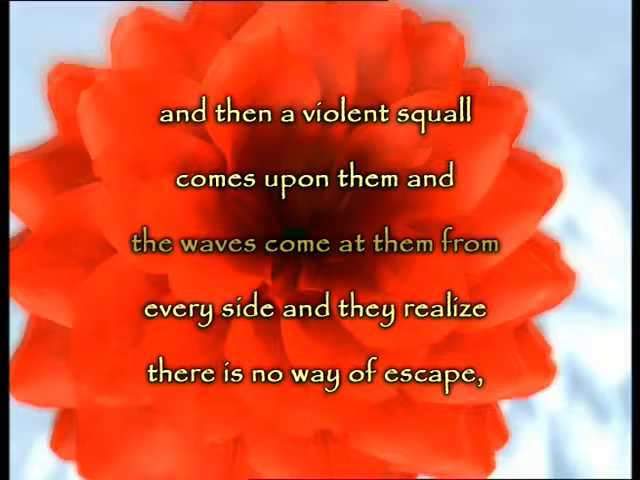 and then a violent squall
comes upon them and
the waves come at them from
every side and they realize
there is no way of escape,